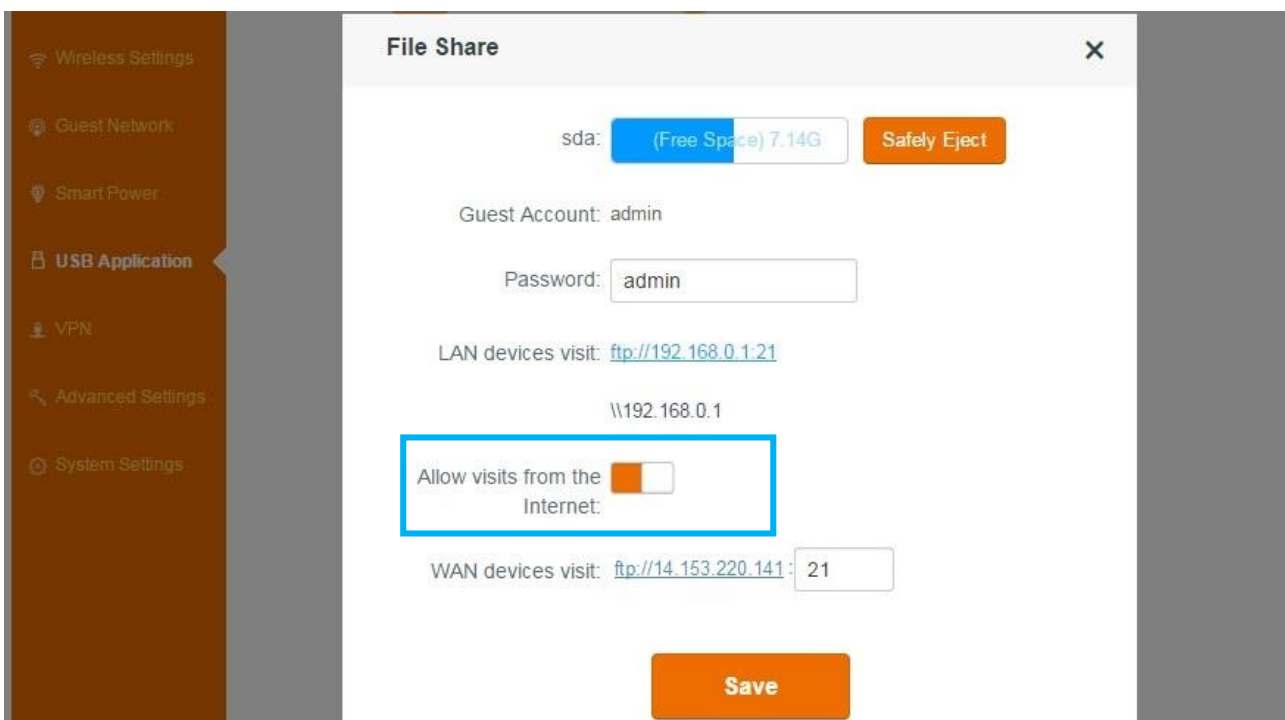 Wireless Settings
Guest Network
Smart Power
USB Application
VPN
Advanced Settings
System Settings
File Share
sda: (Free Space) 7.14G Safely Eject
Guest Account: admin
Password: admin
LAN devices visit: ftp://192.168.0.1:21
\\192.168.0.1
Allow visits from the
Internet:
WAN devices visit: ftp://14.153.220.141: 21
Save